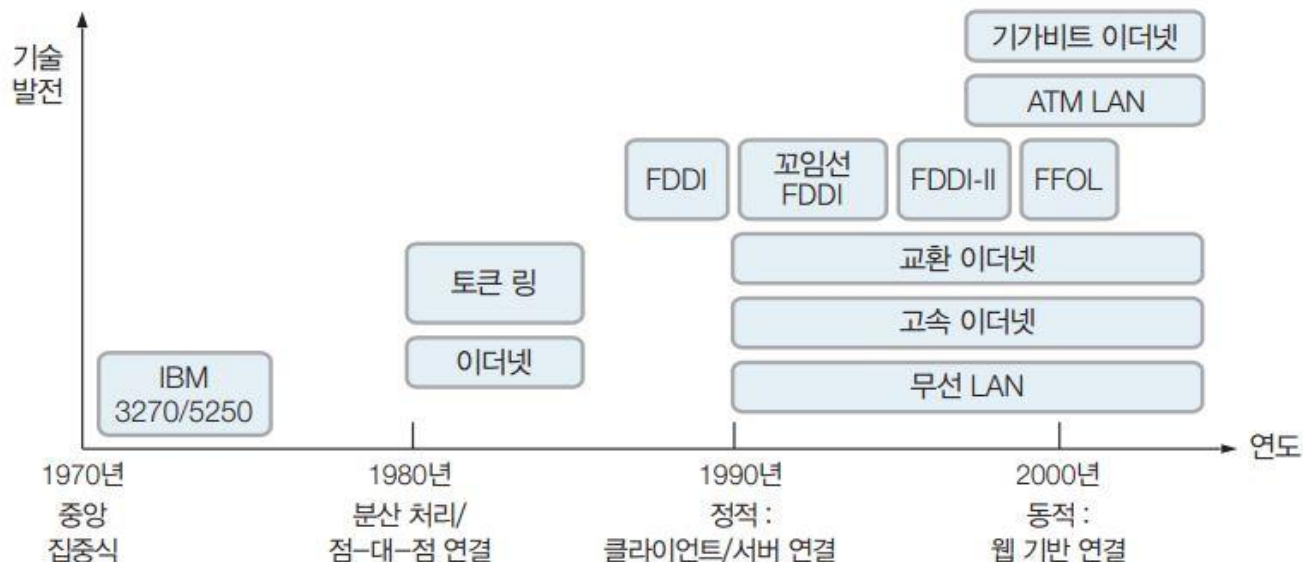 기술
발전
기가비트 이더넷
ATM LAN
FDDI
꼬임선
FDDI
FDDI-II
FFOL
교환 이더넷
토큰 링
고속 이더넷
이더넷
무선 LAN
IBM
3270/5250
연도
1970년
1980년
1990년
2000년
중앙
집중식
분산 처리/
점-대-점 연결
정적 :
클라이언트/서버 연결
동적 :
웹 기반 연결